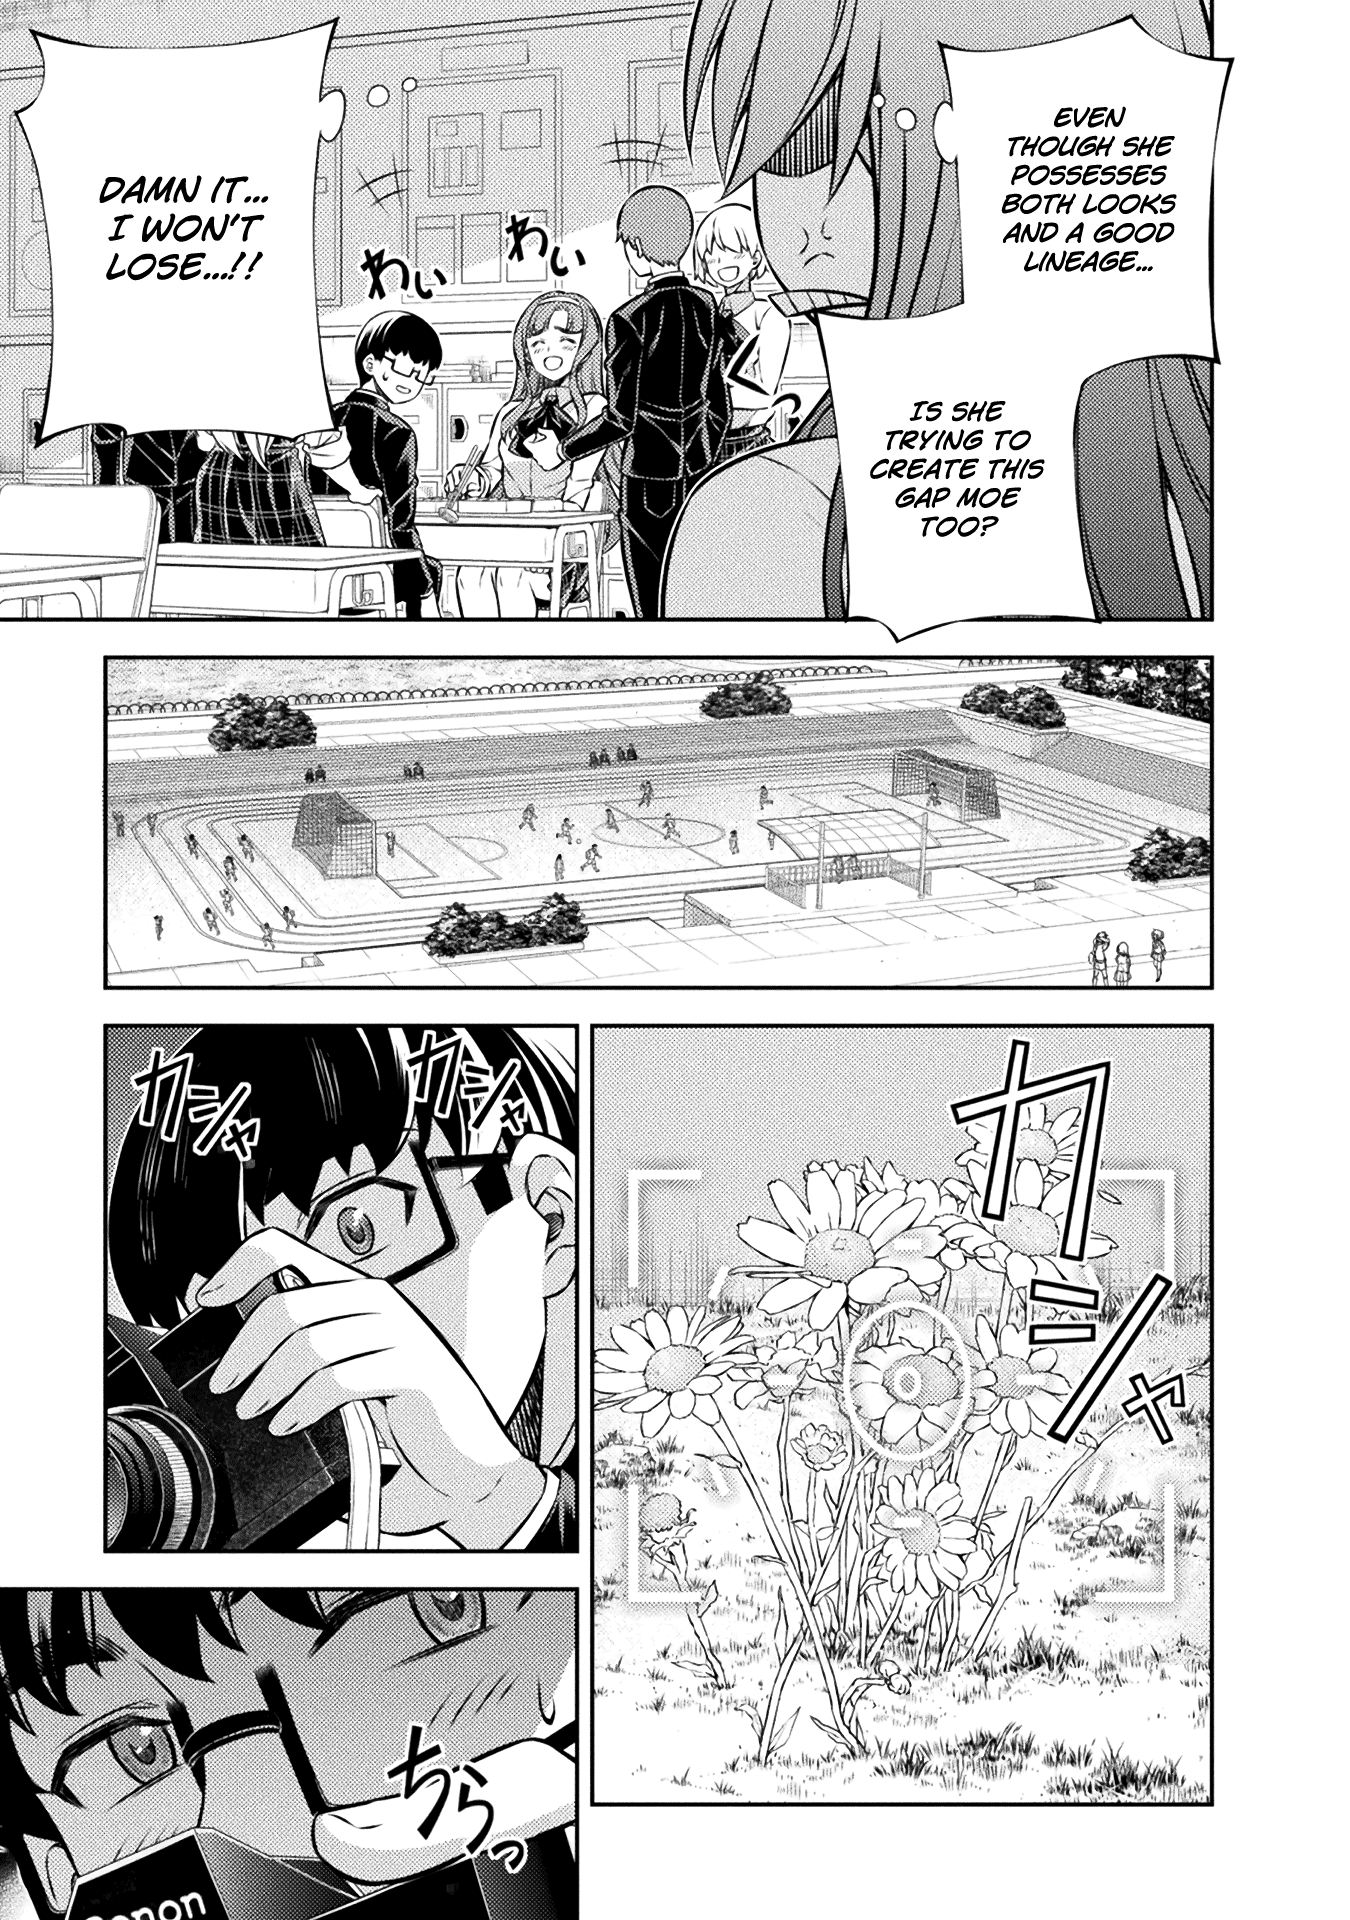 EVEN
THOUGH SHE
POSSESSES
BOTH LOOKS
AND A GOOD
LINEAGE...
IS SHE
TRYING TO
CREATE THIS
GAP MOE
TOO?
わい
わい
DAMN IT...
I WON'T
LOSE...!!
カシャ
カシャ
カシャ
ちらっ